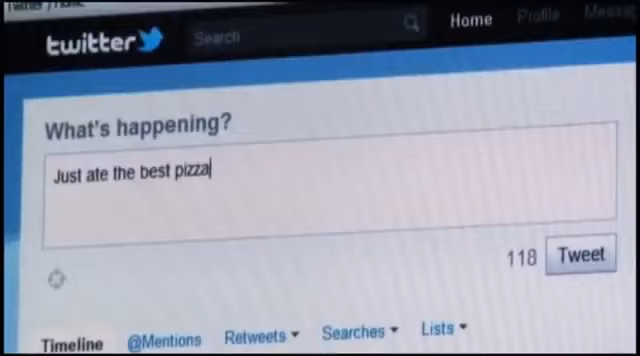 twitter
Search
Home
Profile
What's happening?
Just ate the best pizza
118
Tweet
Timeline
@Mentions
Retweets
Searches
Lists